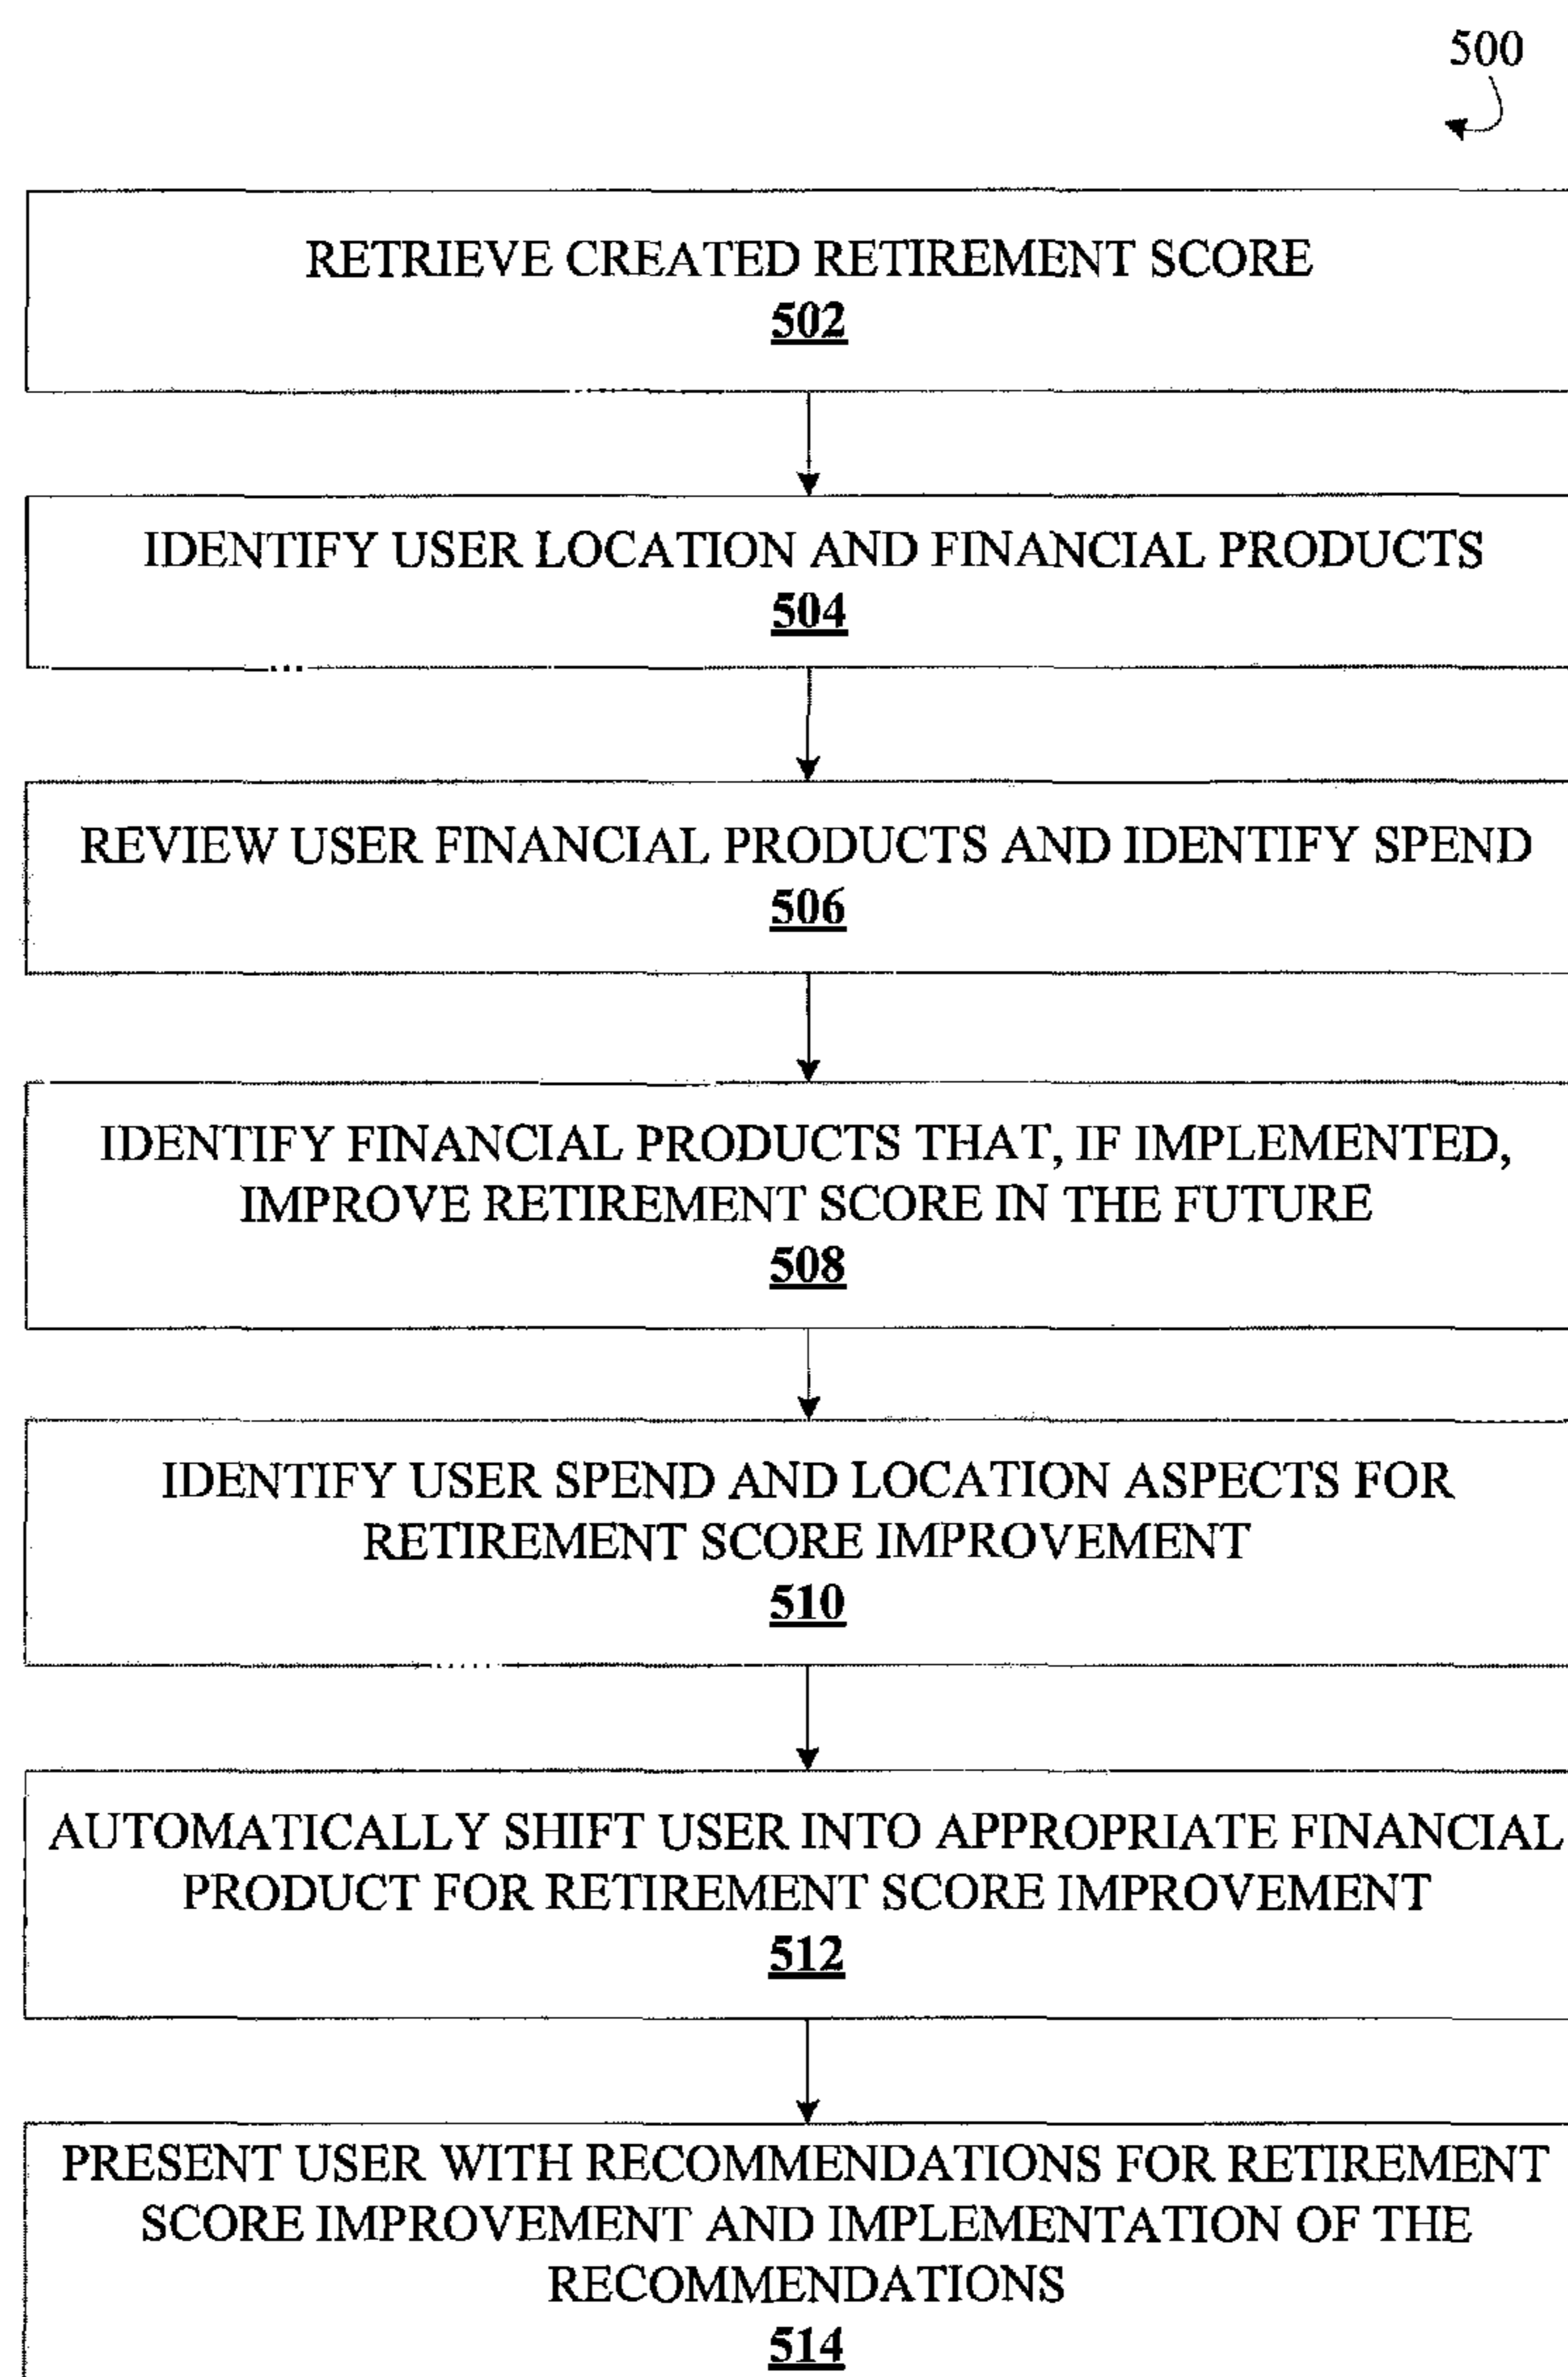 500
RETRIEVE CREATED RETIREMENT SCORE
502
IDENTIFY USER LOCATION AND FINANCIAL PRODUCTS
504
REVIEW USER FINANCIAL PRODUCTS AND IDENTIFY SPEND
506
IDENTIFY FINANCIAL PRODUCTS THAT, IF IMPLEMENTED,
IMPROVE RETIREMENT SCORE IN THE FUTURE
508
IDENTIFY USER SPEND AND LOCATION ASPECTS FOR
RETIREMENT SCORE IMPROVEMENT
510
AUTOMATICALLY SHIFT USER INTO APPROPRIATE FINANCIAL
PRODUCT FOR RETIREMENT SCORE IMPROVEMENT
512
PRESENT USER WITH RECOMMENDATIONS FOR RETIREMENT
SCORE IMPROVEMENT AND IMPLEMENTATION OF THE
RECOMMENDATIONS
514